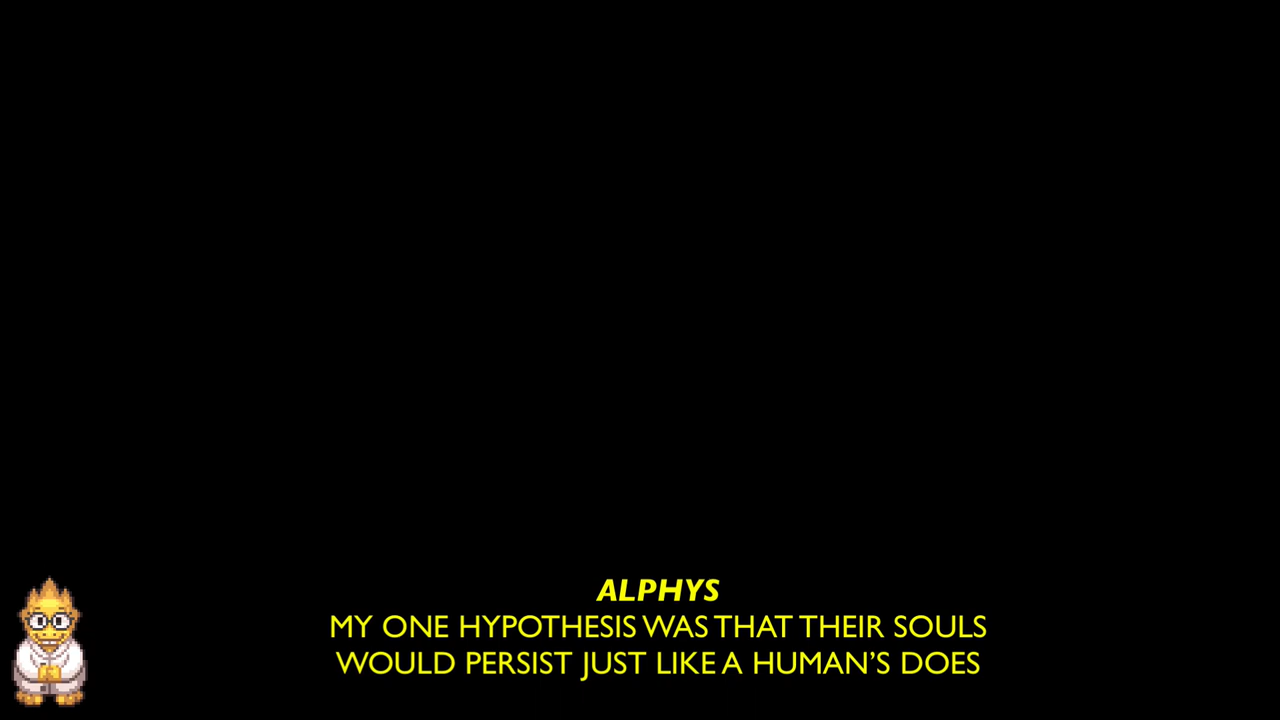 ALPHYS
MY ONE HYPOTHESIS WAS THAT THEIR SOULS
WOULD PERSIST JUST LIKE A HUMAN’S DOES